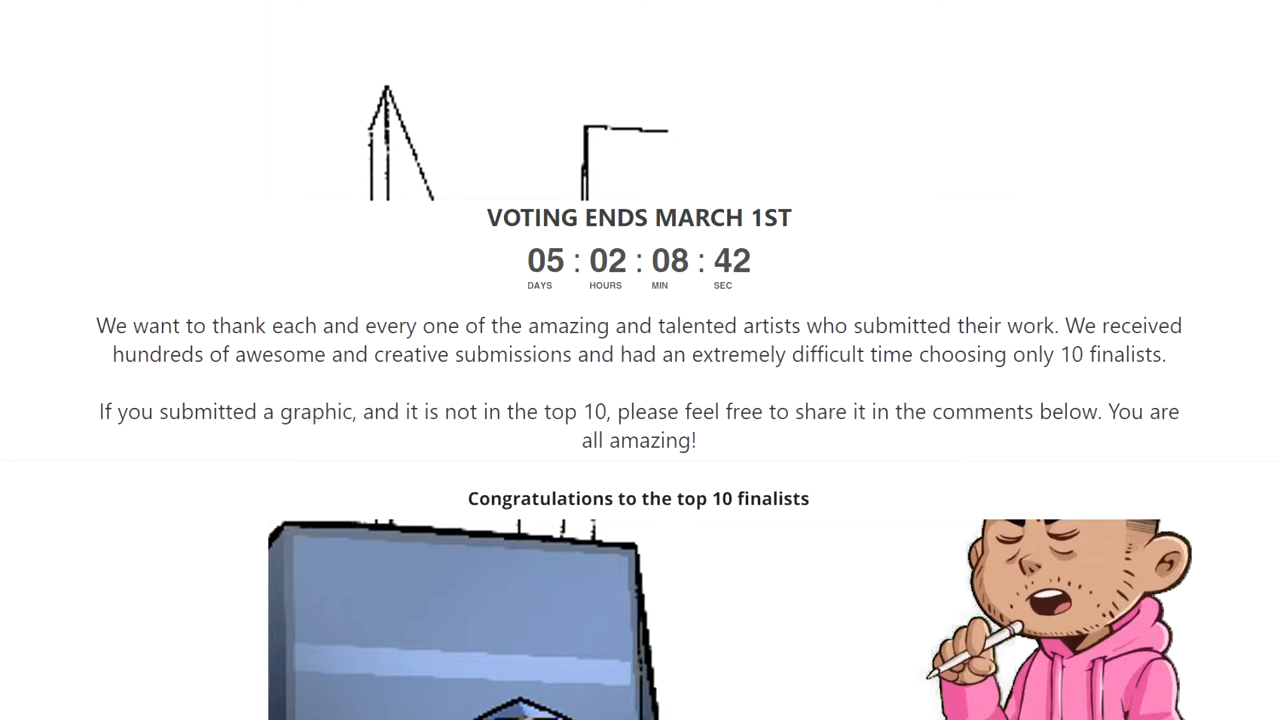 VOTING ENDS MARCH 1ST
05 : 02 : 08 : 42
DAYS HOURS MIN SEC
We want to thank each and every one of the amazing and talented artists who submitted their work. We received
hundreds of awesome and creative submissions and had an extremely difficult time choosing only 10 finalists.
If you submitted a graphic, and it is not in the top 10, please feel free to share it in the comments below. You are
all amazing!
Congratulations to the top 10 finalists